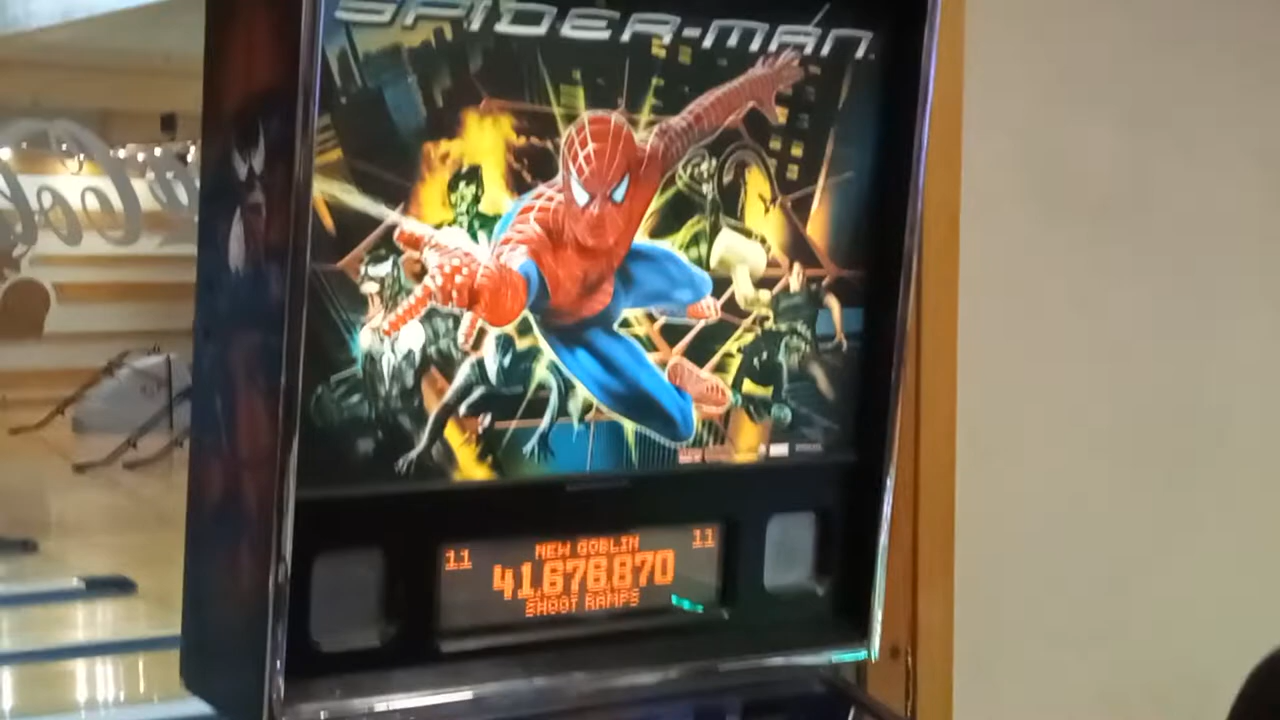 SPIDER-MAN
11
NEW GOBLIN
11
41,676,870
SHOOT RAMPS